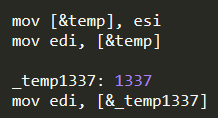 mov [&temp], esi
mov edi, [&temp]
_temp1337: 1337
mov edi, [&_temp1337]